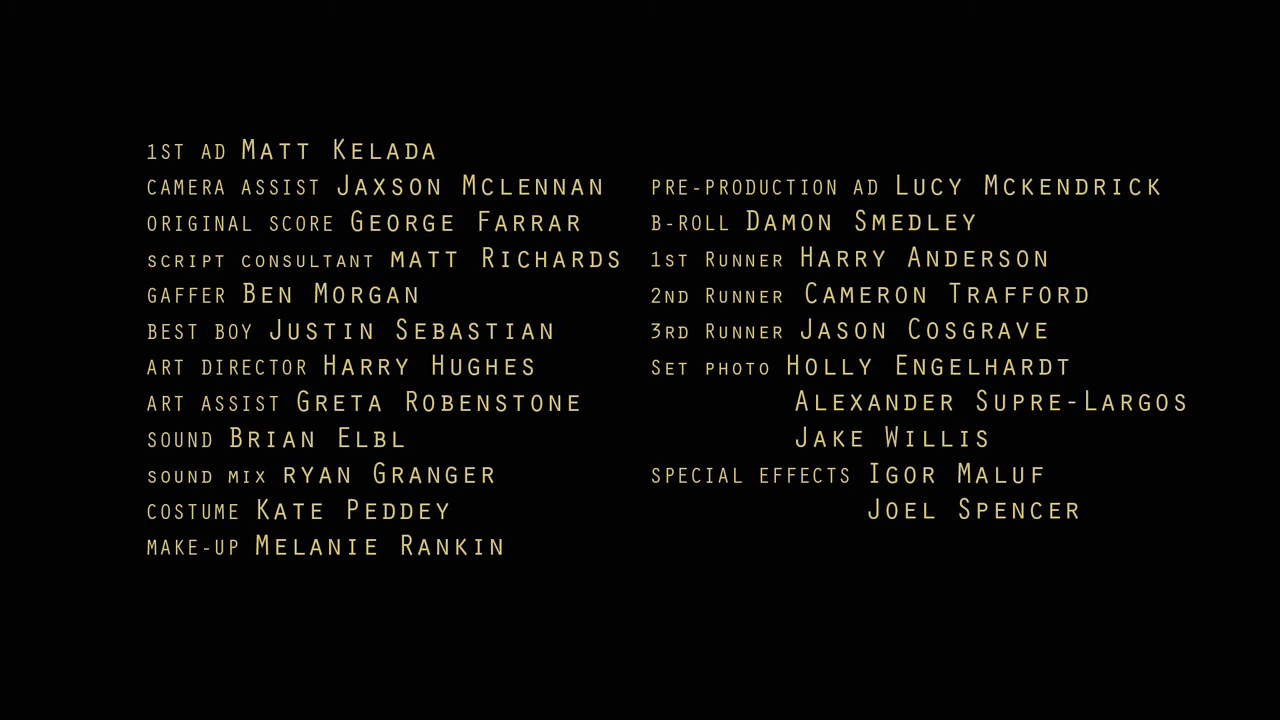 1ST AD MATT KELADA
CAMERA ASSIST JAXSON MCLENNAN
ORIGINAL SCORE GEORGE FARRAR
SCRIPT CONSULTANT MATT RICHARDS
GAFFER BEN MORGAN
BEST BOY JUSTIN SEBASTIAN
ART DIRECTOR HARRY HUGHES
ART ASSIST GRETA ROBENSTONE
SOUND BRIAN ELBL
SOUND MIX RYAN GRANGER
COSTUME KATE PEDDEY
MAKE-UP MELANIE RANKIN
PRE-PRODUCTION AD LUCY MCKENDRICK
B-ROLL DAMON SMEDLEY
1ST RUNNER HARRY ANDERSON
2ND RUNNER CAMERON TRAFFORD
3RD RUNNER JASON COSGRAVE
SET PHOTO HOLLY ENGELHARDT
ALEXANDER SUPRE-LARGOS
JAKE WILLIS
SPECIAL EFFECTS IGOR MALUF
JOEL SPENCER